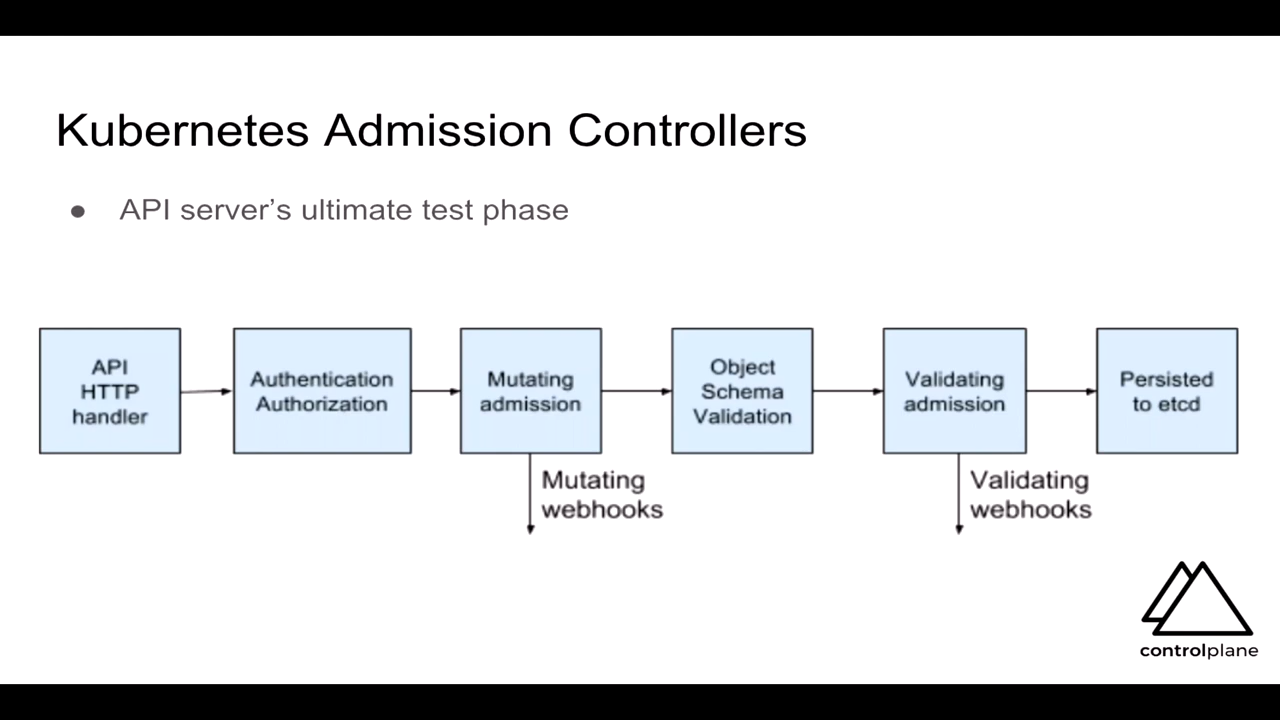 Kubernetes Admission Controllers
● API server’s ultimate test phase
API
HTTP
handler
Authentication
Authorization
Mutating
admission
Object
Schema
Validation
Validating
admission
Persisted
to etcd
Mutating
webhooks
Validating
webhooks
controlplane